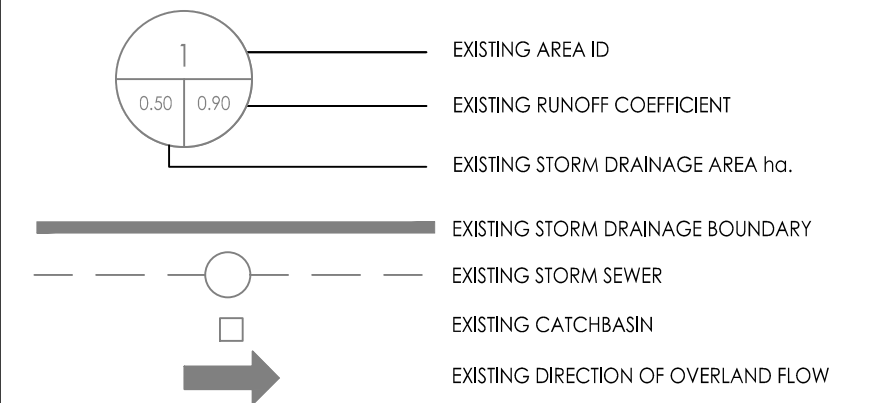 1
EXISTING AREA ID
0.50 0.90
EXISTING RUNOFF COEFFICIENT
EXISTING STORM DRAINAGE AREA ha.
EXISTING STORM DRAINAGE BOUNDARY
EXISTING STORM SEWER
EXISTING CATCHBASIN
EXISTING DIRECTION OF OVERLAND FLOW